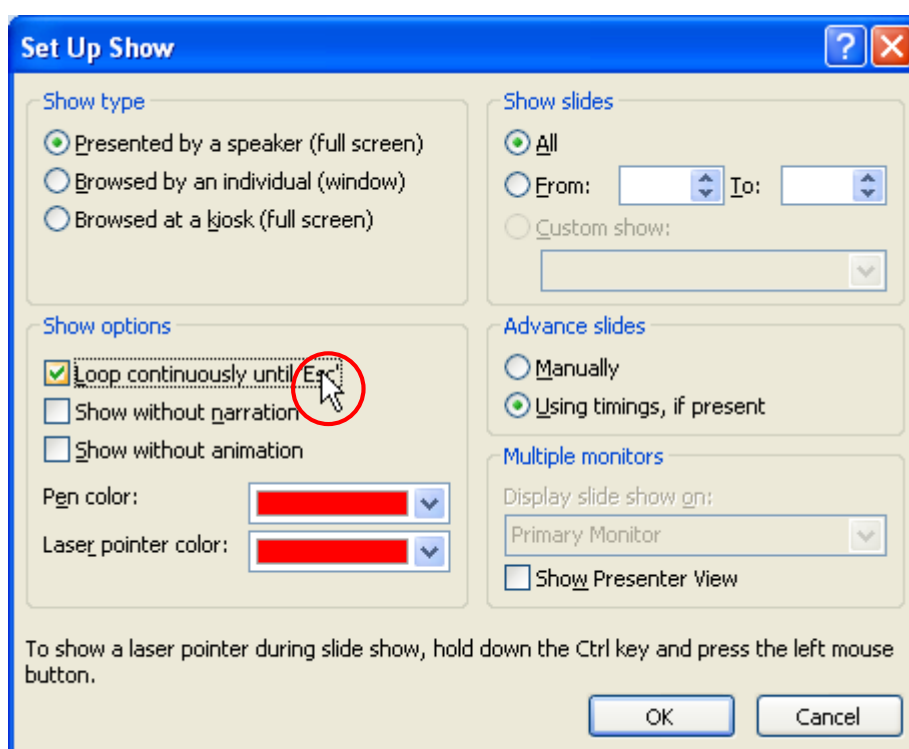 Set Up Show
Show type
Presented by a speaker (full screen)
Browsed by an individual (window)
Browsed at a kiosk (full screen)
Show slides
All
From: To:
Custom show:
Show options
Loop continuously until 'Esc'
Show without narration
Show without animation
Pen color:
Laser pointer color:
Advance slides
Manually
Using timings, if present
Multiple monitors
Display slide show on:
Primary Monitor
Show Presenter View
To show a laser pointer during slide show, hold down the Ctrl key and press the left mouse
button.
OK Cancel